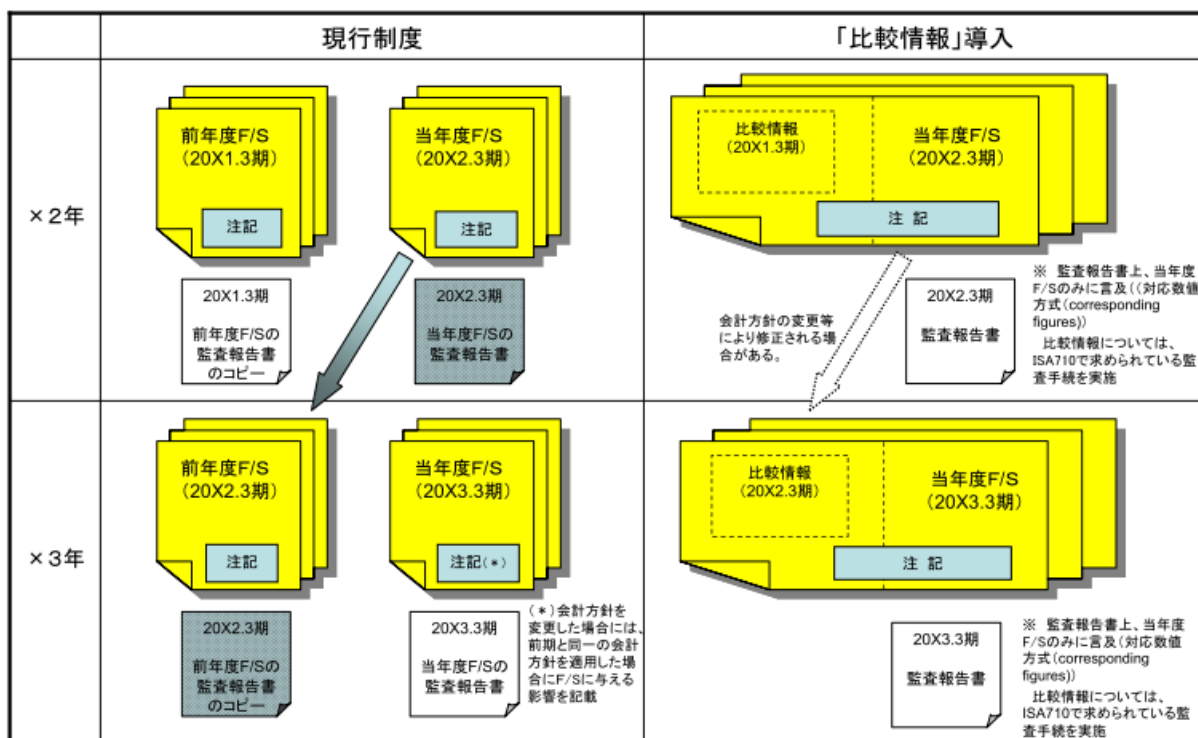 現行制度
「比較情報」導入
×2年
前年度F/S
(20X1.3期)
注記
当年度F/S
(20X2.3期)
注記
20X1.3期
前年度F/Sの
監査報告書
のコピー
20X2.3期
当年度F/Sの
監査報告書
比較情報
(20X1.3期)
当年度F/S
(20X2.3期)
注 記
会計方針の変更等
により修正される場
合がある。
20X2.3期
監査報告書
※ 監査報告書上、当年度
F/Sのみに言及((対応数値
方式(corresponding
figures))
比較情報については、
ISA710で求められている監
査手続を実施
×3年
前年度F/S
(20X2.3期)
注記
当年度F/S
(20X3.3期)
注記(*)
20X2.3期
前年度F/Sの
監査報告書
のコピー
20X3.3期
当年度F/Sの
監査報告書
(*)会計方針を
変更した場合には、
前期と同一の会計
方針を適用した場
合にF/Sに与える
影響を記載
比較情報
(20X2.3期)
当年度F/S
(20X3.3期)
注 記
20X3.3期
監査報告書
※ 監査報告書上、当年度
F/Sのみに言及(対応数値
方式(corresponding
figures))
比較情報については、
ISA710で求められている監
査手続を実施